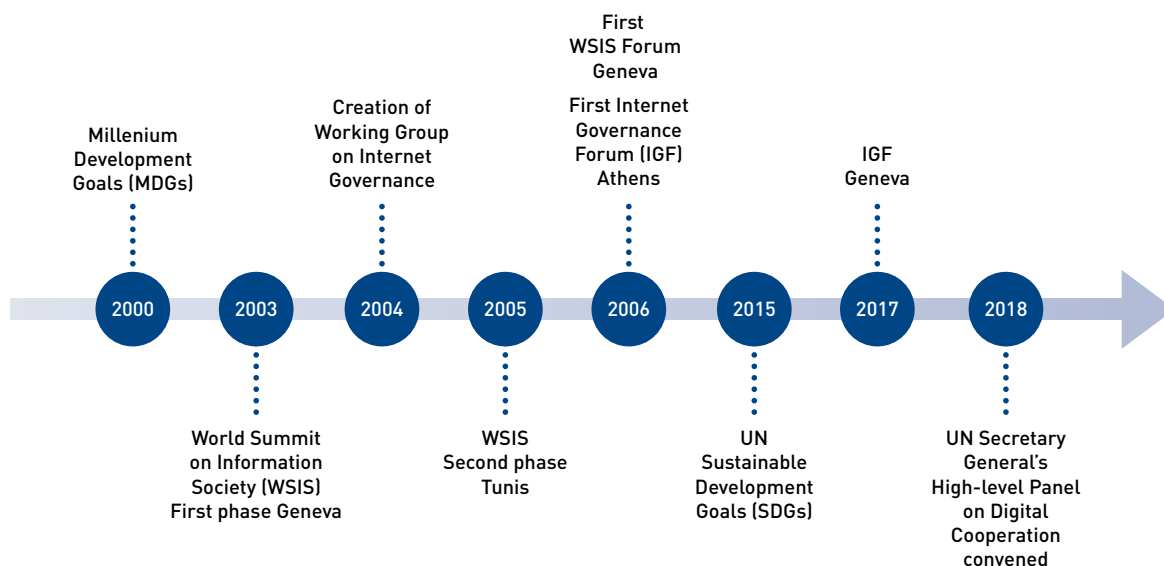 First
WSIS Forum
Geneva
First Internet
Governance
Forum (IGF)
Athens
Creation of
Working Group
on Internet
Governance
Millenium
Development
Goals (MDGs)
IGF
Geneva
2000
2003
2004
2005
2006
2015
2017
2018
World Summit
on Information
Society (WSIS)
First phase Geneva
WSIS
Second phase
Tunis
UN
Sustainable
Development
Goals (SDGs)
UN Secretary
General’s
High-level Panel
on Digital
Cooperation
convened